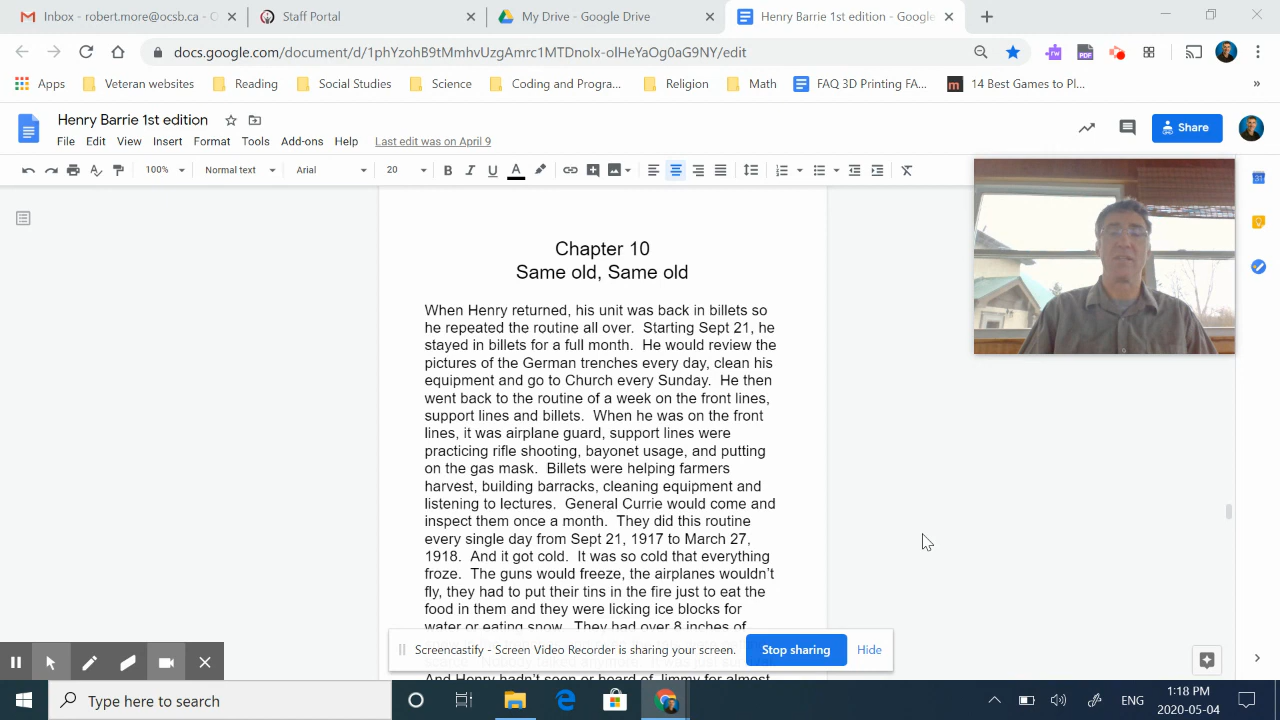 Inbox - robert.more@ocsb.ca - O
Staff Portal
My Drive - Google Drive
Henry Barrie 1st edition - Google
docs.google.com/document/d/
Apps
Veteran websites
Reading
Social Studies
Science
Coding and Progra...
Religion
Math
FAQ 3D Printing FA...
14 Best Games to Pl...
Henry Barrie 1st edition
File Edit View Insert Format Tools Add-ons Help Last edit was on April 9
Share
100% Normal text Arial 20 B I U A
Chapter 10
Same old, Same old
When Henry returned, his unit was back in billets so
he repeated the routine all over. Starting Sept 21, he
stayed in billets for a full month. He would review the
pictures of the German trenches every day, clean his
equipment and go to Church every Sunday. He then
went back to the routine of a week on the front lines,
support lines and billets. When he was on the front
lines, it was airplane guard, support lines were
practicing rifle shooting, bayonet usage, and putting
on the gas mask. Billets were helping farmers
harvest, building barracks, cleaning equipment and
listening to lectures. General Currie would come and
inspect them once a month. They did this routine
every single day from Sept 21, 1917 to March 27,
1918. And it got cold. It was so cold that everything
froze. The guns would freeze, the airplanes wouldn't
fly, they had to put their tins in the fire just to eat the
food in them and they were licking ice blocks for
water or eating snow. They had over 8 inches of
Screencastify - Screen Video Recorder is sharing your screen.
Stop sharing
Hide
And Henry hadn't seen or heard of Jimmy for almost
Type here to search
ENG
1:18 PM
2020-05-04